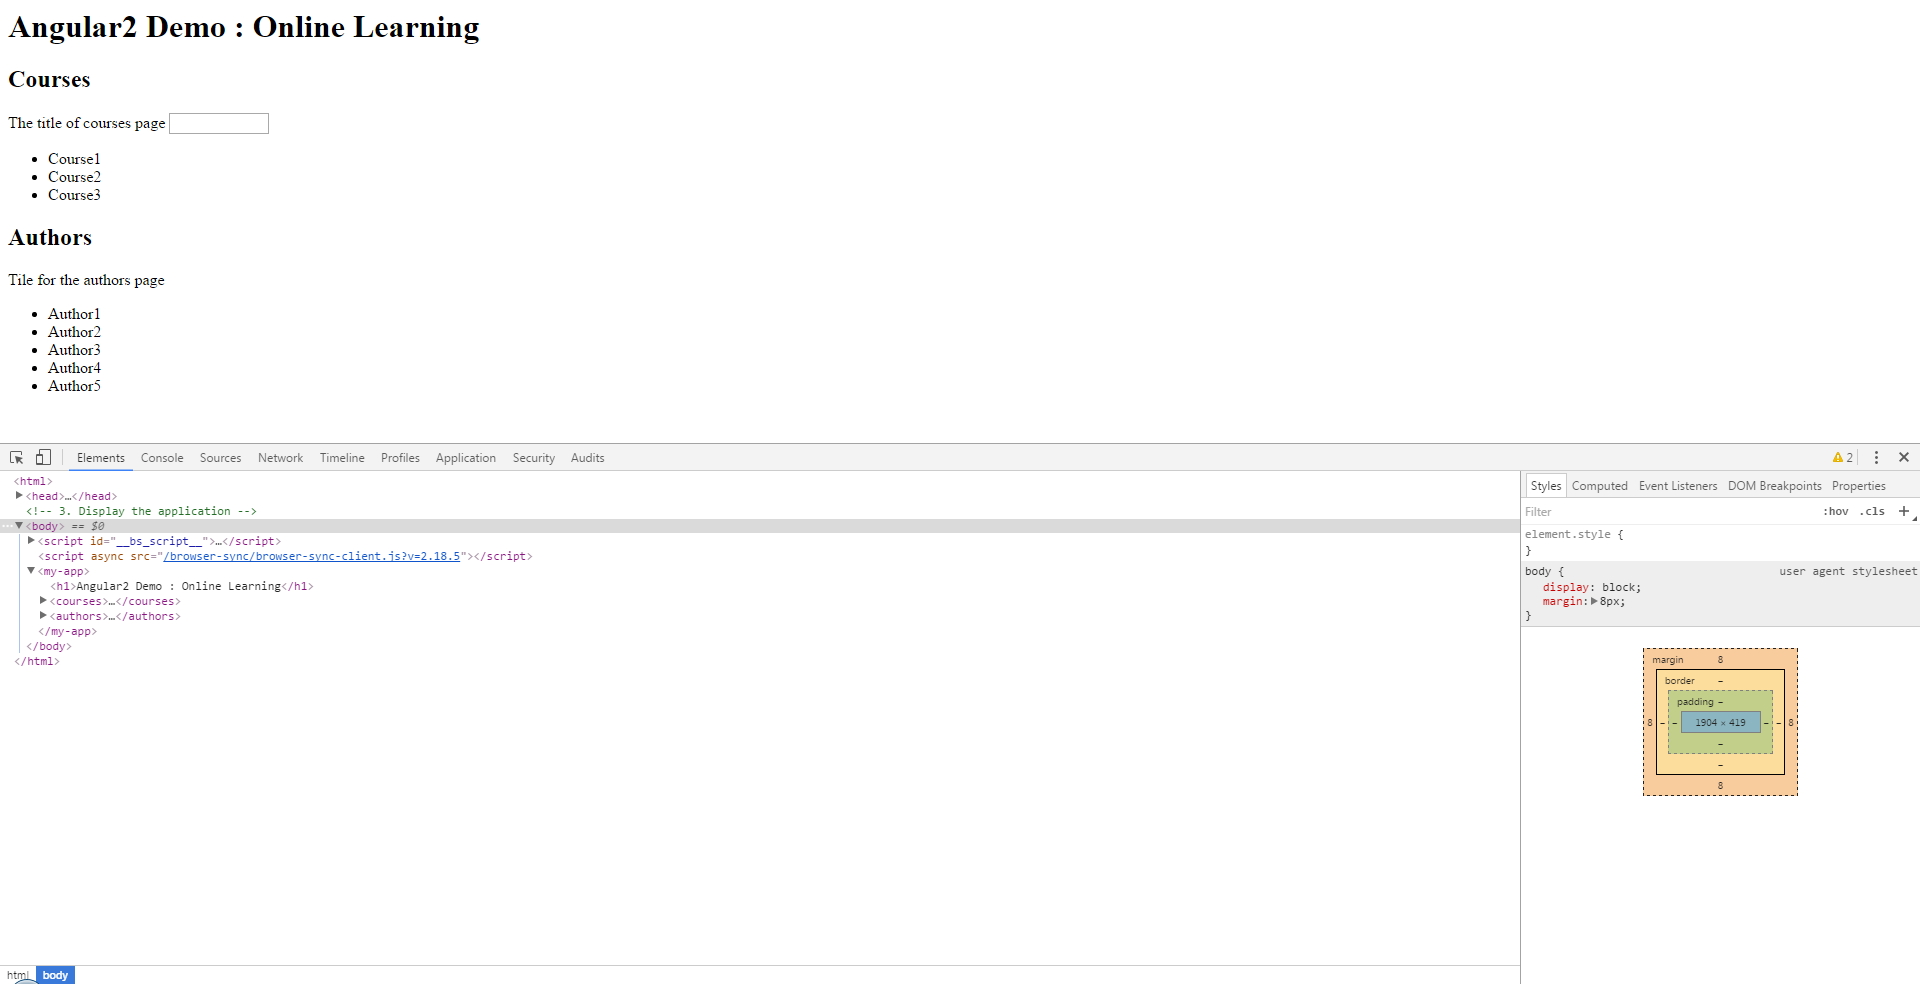 Angular2 Demo : Online Learning
Courses
The title of courses page
Course1
Course2
Course3
Authors
Tile for the authors page
Author1
Author2
Author3
Author4
Author5
Elements Console Sources Network Timeline Profiles Application Security Audits 2
<html>
<head>…</head>
<!-- 3. Display the application -->
<body> == $0
<script id="__bs_script__">…</script>
<script async src="/browser-sync/browser-sync-client.js?v=2.18.5"></script>
<my-app>
<h1>Angular2 Demo : Online Learning</h1>
<courses>…</courses>
<authors>…</authors>
</my-app>
</body>
</html>
html body
Styles Computed Event Listeners DOM Breakpoints Properties
Filter :hov .cls +
element.style {
}
body { user agent stylesheet
display: block;
margin: 8px;
}
margin 8
border –
padding –
8 – – 1904 × 419 – – 8
–
–
8